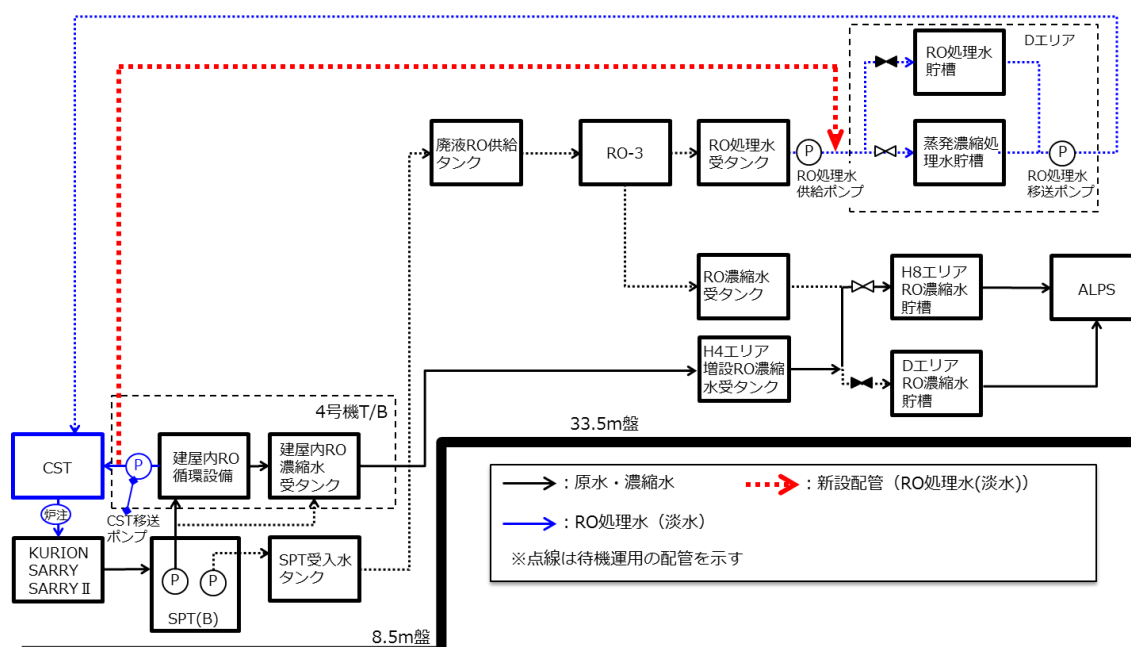 Dエリア
RO処理水
貯槽
廃液RO供給
タンク
RO-3
RO処理水
受タンク
P
RO処理水
供給ポンプ
蒸発濃縮処
理水貯槽
P
RO処理水
移送ポンプ
RO濃縮水
受タンク
H8エリア
RO濃縮水
貯槽
ALPS
H4エリア
増設RO濃縮
水受タンク
Dエリア
RO濃縮水
貯槽
4号機T/B
33.5m盤
CST
P
建屋内RO
循環設備
建屋内RO
濃縮水
受タンク
炉注
CST移送
ポンプ
KURION
SARRY
SARRYⅡ
P
P
SPT(B)
SPT受入水
タンク
:原水・濃縮水
:新設配管（RO処理水(淡水)）
:RO処理水（淡水）
※点線は待機運用の配管を示す
8.5m盤